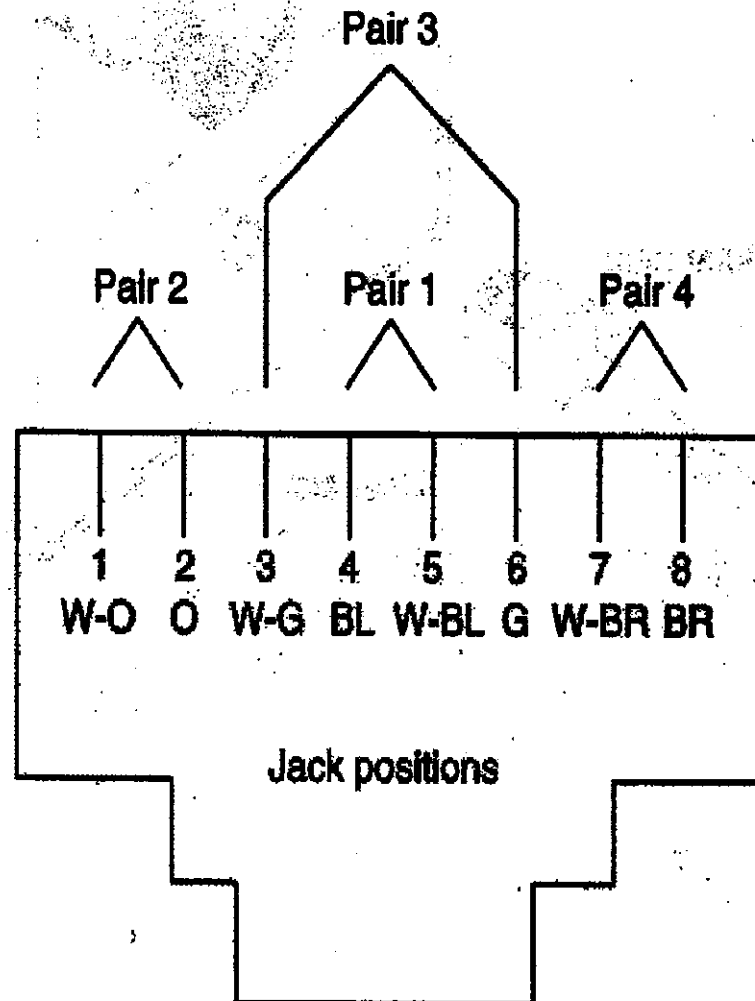 Pair 3
Pair 2 Pair 1 Pair 4
1 2 3 4 5 6 7 8
W-O O W-G BL W-BL G W-BR BR
Jack positions